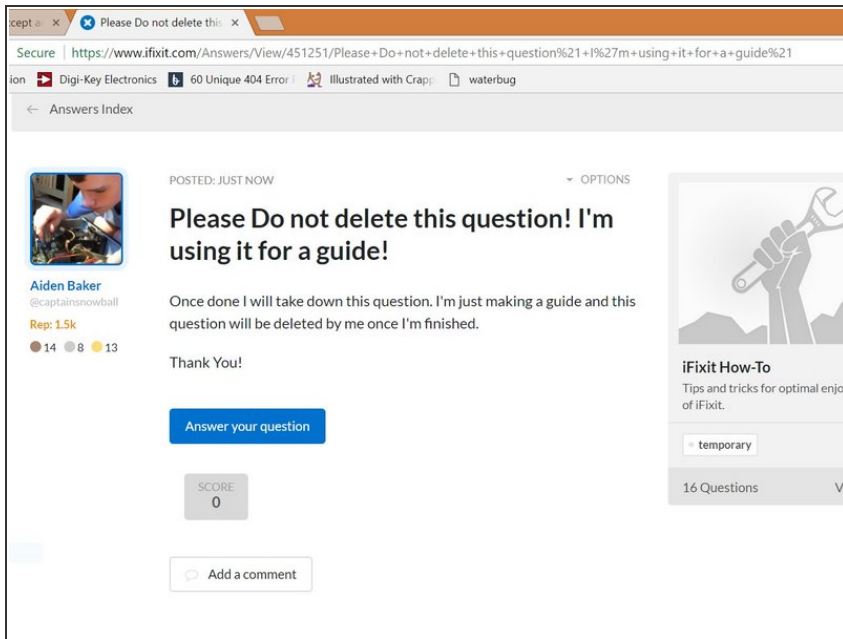 cept a
Please Do not delete this
Secure https://www.ifixit.com/Answers/View/451251/Please+Do+not+delete+this+question%21+I%27m+using+it+for+a+guide%21
ion Digi-Key Electronics 60 Unique 404 Error Illustrated with Crapp waterbug
← Answers Index
POSTED: JUST NOW
OPTIONS
Please Do not delete this question! I'm
using it for a guide!
Aiden Baker
@captainsnowball
Rep: 1.5k
14 8 13
Once done I will take down this question. I'm just making a guide and this
question will be deleted by me once I'm finished.
Thank You!
Answer your question
SCORE
0
Add a comment
iFixit How-To
Tips and tricks for optimal enjo
of iFixit.
temporary
16 Questions V